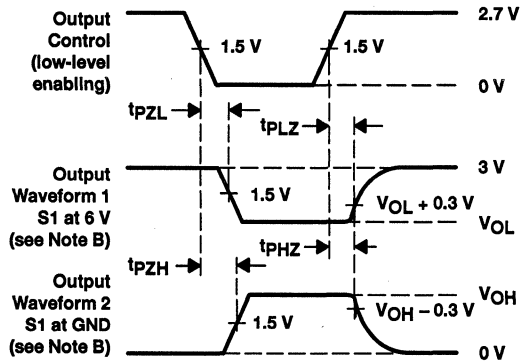 Output
Control
(low-level
enabling)
2.7 V
1.5 V
1.5 V
0 V
tPZL
tPLZ
Output
Waveform 1
S1 at 6 V
(see Note B)
3 V
1.5 V
VOL + 0.3 V
VOL
tPHZ
tPZH
Output
Waveform 2
S1 at GND
(see Note B)
VOH
VOH − 0.3 V
1.5 V
0 V